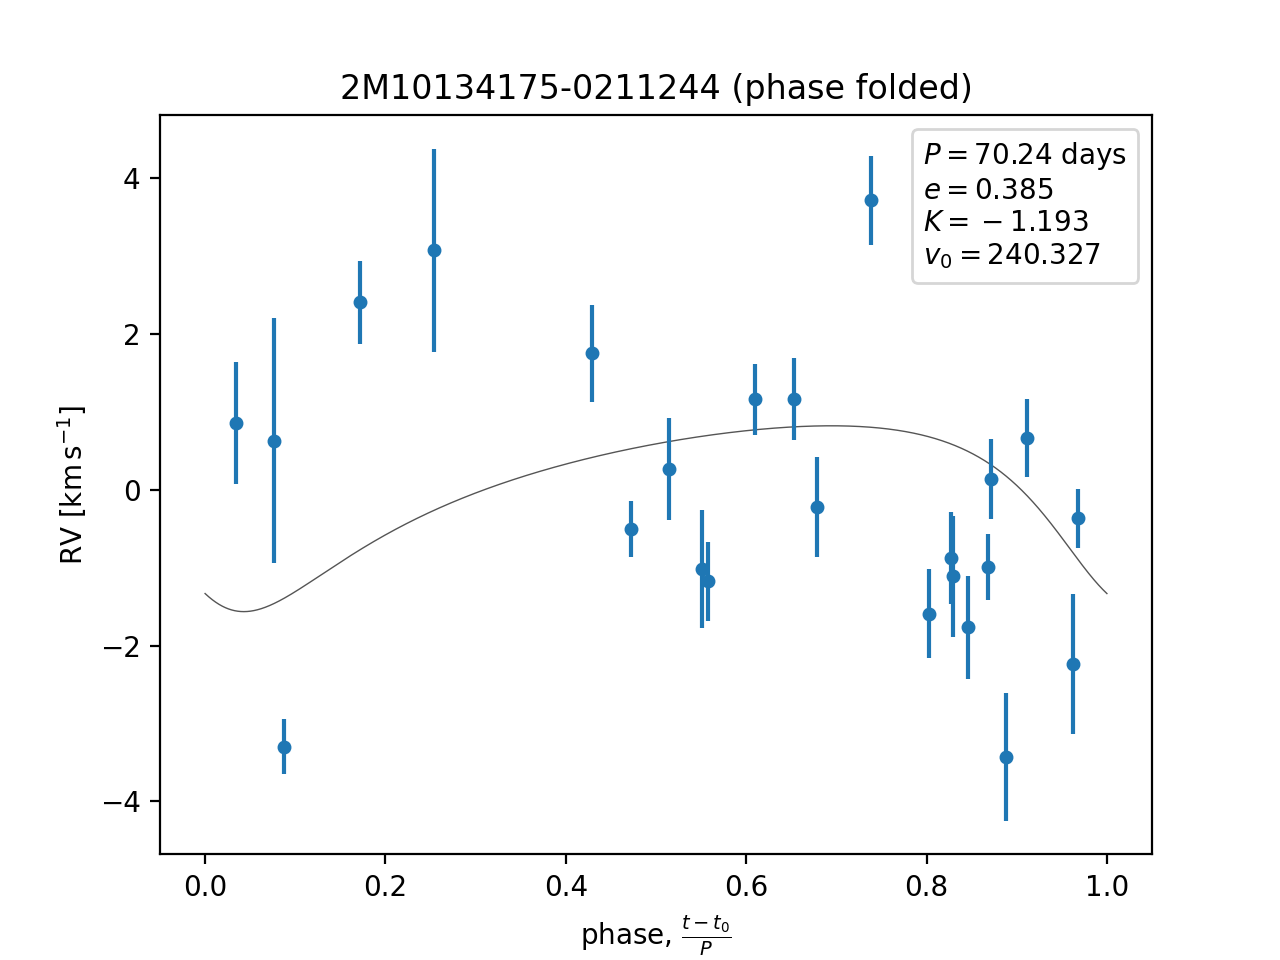 2M10134175-0211244 (phase folded)
P = 70.24 days
e = 0.385
K = −1.193
v₀ = 240.327
4
2
0
−2
−4
RV [km s⁻¹]
0.0 0.2 0.4 0.6 0.8 1.0
phase, (t − t₀)/P